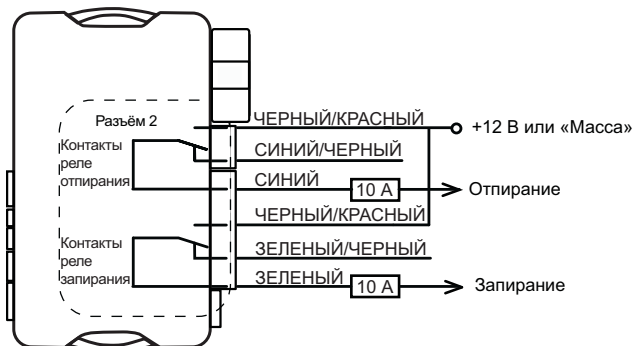 Разъём 2
ЧЕРНЫЙ/КРАСНЫЙ
+12 В или «Масса»
Контакты
реле
отпирания
СИНИЙ/ЧЕРНЫЙ
СИНИЙ
10 А
Отпирание
ЧЕРНЫЙ/КРАСНЫЙ
Контакты
реле
запирания
ЗЕЛЕНЫЙ/ЧЕРНЫЙ
ЗЕЛЕНЫЙ
10 А
Запирание